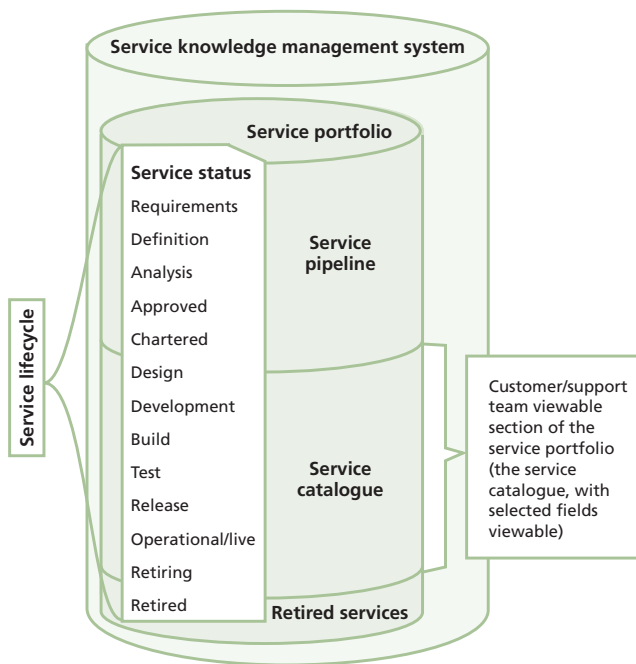 Service knowledge management system
Service portfolio
Service status
Requirements
Definition
Analysis
Approved
Chartered
Design
Development
Build
Test
Release
Operational/live
Retiring
Retired
Service
pipeline
Service
catalogue
Retired services
Service lifecycle
Customer/support
team viewable
section of the
service portfolio
(the service
catalogue, with
selected fields
viewable)